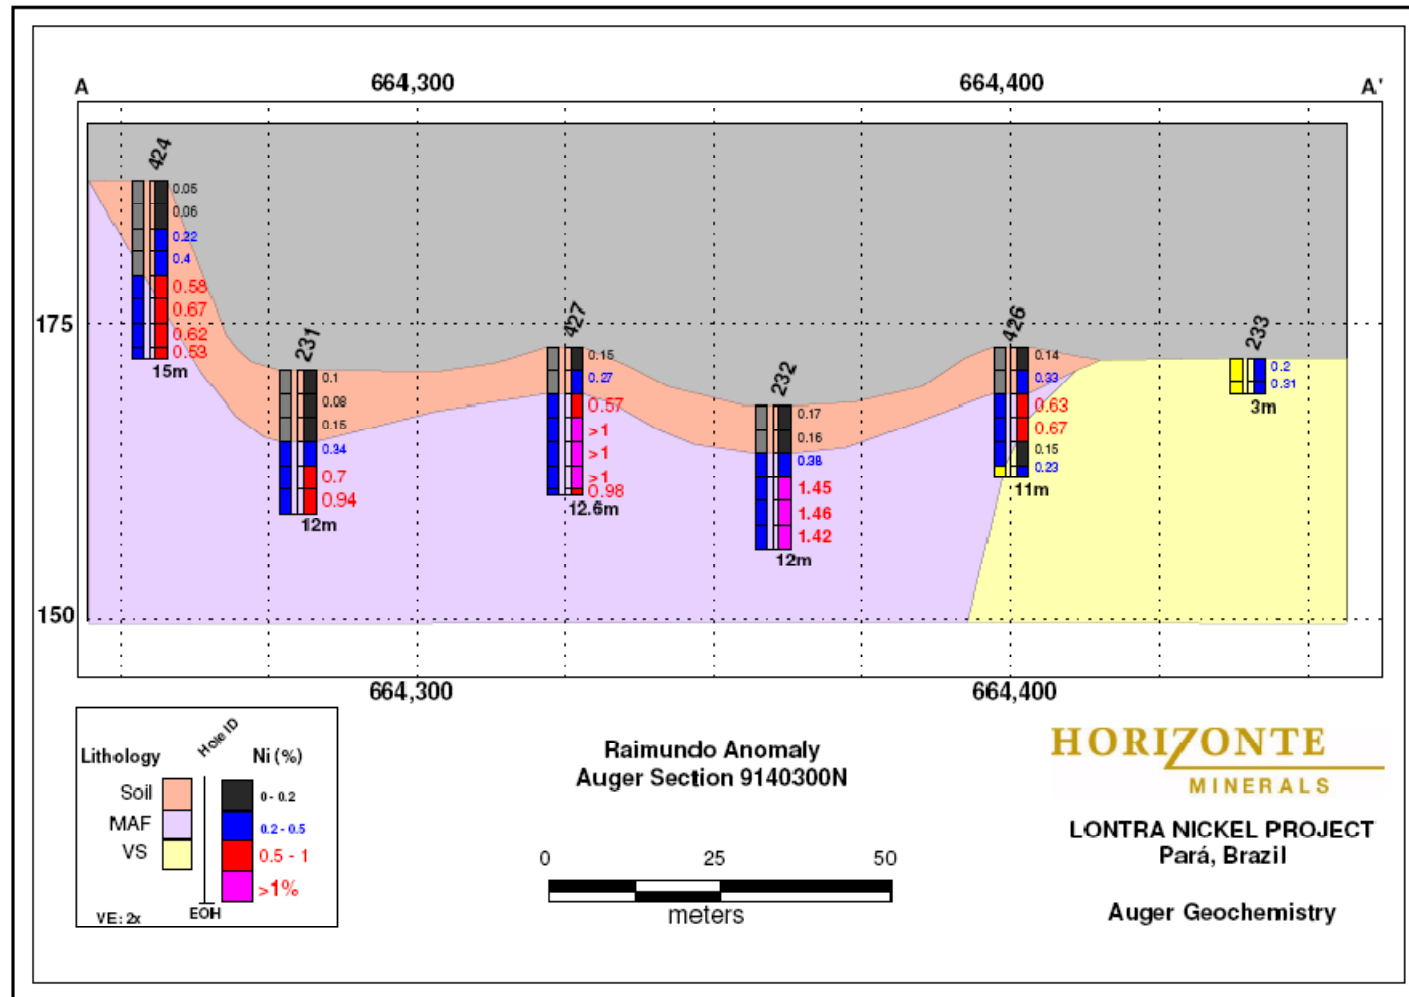 664,300
664,400
A
A'
424
0.05
0.06
0.22
0.4
0.58
0.67
0.62
0.53
15m
175
231
0.1
0.08
0.15
0.34
0.7
0.94
12m
427
0.15
0.27
0.57
>1
>1
>1
0.98
12.6m
232
0.17
0.16
0.38
1.45
1.46
1.42
12m
426
0.14
0.33
0.63
0.67
0.15
0.23
11m
233
0.2
0.31
3m
150
664,300
664,400
Lithology
Hole ID
Ni (%)
Soil
0 - 0.2
MAF
0.2 - 0.5
VS
0.5 - 1
>1%
VE: 2x
EOH
Raimundo Anomaly
Auger Section 9140300N
0
25
50
meters
HORIZONTE
MINERALS
LONTRA NICKEL PROJECT
Pará, Brazil
Auger Geochemistry